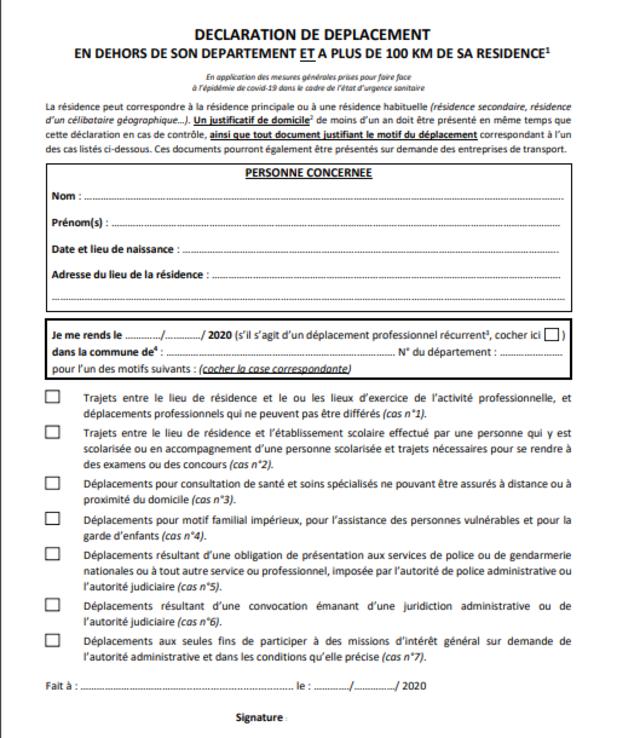 DECLARATION DE DEPLACEMENT
EN DEHORS DE SON DEPARTEMENT ET A PLUS DE 100 KM DE SA RESIDENCE¹
En application des mesures générales prises pour faire face
à l'épidémie de covid-19 dans le cadre de l'état d'urgence sanitaire
La résidence peut correspondre à la résidence principale ou à une résidence habituelle (résidence secondaire, résidence
d'un célibataire géographique...). Un justificatif de domicile² de moins d'un an doit être présenté en même temps que
cette déclaration en cas de contrôle, ainsi que tout document justifiant le motif du déplacement correspondant à l'un
des cas listés ci-dessous. Ces documents pourront également être présentés sur demande des entreprises de transport.
PERSONNE CONCERNEE
Nom : ........................................
Prénom(s) : ........................................
Date et lieu de naissance : ........................................
Adresse du lieu de la résidence : ........................................
........................................
Je me rends le ............/............/ 2020 (s'il s'agit d'un déplacement professionnel récurrent³, cocher ici ☐ )
dans la commune de⁴ : ........................................ N° du département : ....................
pour l'un des motifs suivants : (cocher la case correspondante)
☐ Trajets entre le lieu de résidence et le ou les lieux d'exercice de l'activité professionnelle, et
déplacements professionnels qui ne peuvent pas être différés (cas n°1).
☐ Trajets entre le lieu de résidence et l'établissement scolaire effectué par une personne qui y est
scolarisée ou en accompagnement d'une personne scolarisée et trajets nécessaires pour se rendre à
des examens ou des concours (cas n°2).
☐ Déplacements pour consultation de santé et soins spécialisés ne pouvant être assurés à distance ou à
proximité du domicile (cas n°3).
☐ Déplacements pour motif familial impérieux, pour l'assistance des personnes vulnérables et pour la
garde d'enfants (cas n°4).
☐ Déplacements résultant d'une obligation de présentation aux services de police ou de gendarmerie
nationales ou à tout autre service ou professionnel, imposée par l'autorité de police administrative ou
l'autorité judiciaire (cas n°5).
☐ Déplacements résultant d'une convocation émanant d'une juridiction administrative ou de
l'autorité judiciaire (cas n°6).
☐ Déplacements aux seules fins de participer à des missions d'intérêt général sur demande de
l'autorité administrative et dans les conditions qu'elle précise (cas n°7).
Fait à : ........................................ le : ............/............/ 2020
Signature